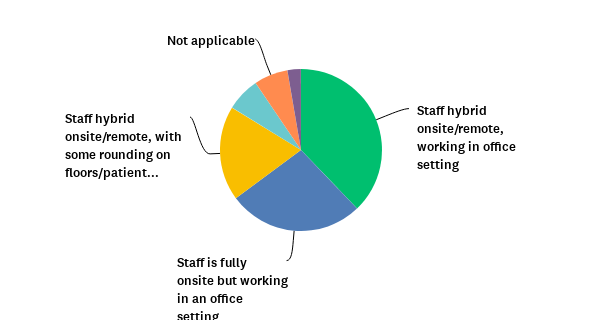 Not applicable
Staff hybrid
onsite/remote,
working in office
setting
Staff hybrid
onsite/remote, with
some rounding on
floors/patient...
Staff is fully
onsite but working
in an office
setting